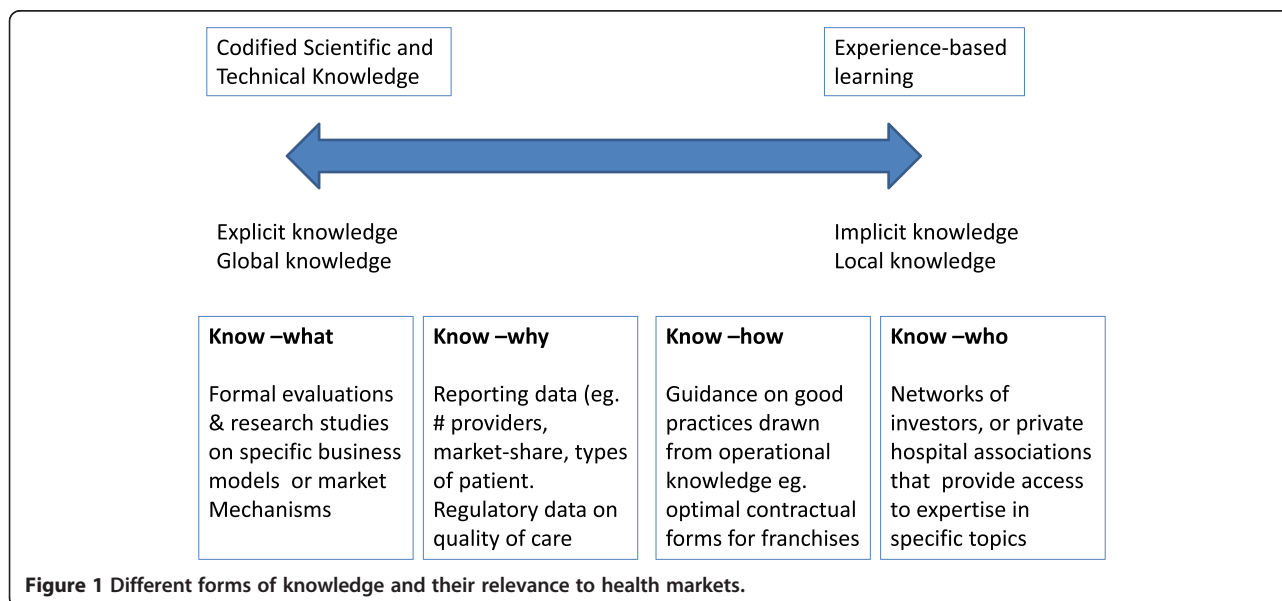 Codified Scientific and
Technical Knowledge
Experience-based
learning
Explicit knowledge
Global knowledge
Implicit knowledge
Local knowledge
Know –what
Formal evaluations
& research studies
on specific business
models or market
Mechanisms
Know –why
Reporting data (eg.
# providers,
market-share, types
of patient.
Regulatory data on
quality of care
Know –how
Guidance on good
practices drawn
from operational
knowledge eg.
optimal contractual
forms for franchises
Know –who
Networks of
investors, or private
hospital associations
that provide access
to expertise in
specific topics
Figure 1 Different forms of knowledge and their relevance to health markets.